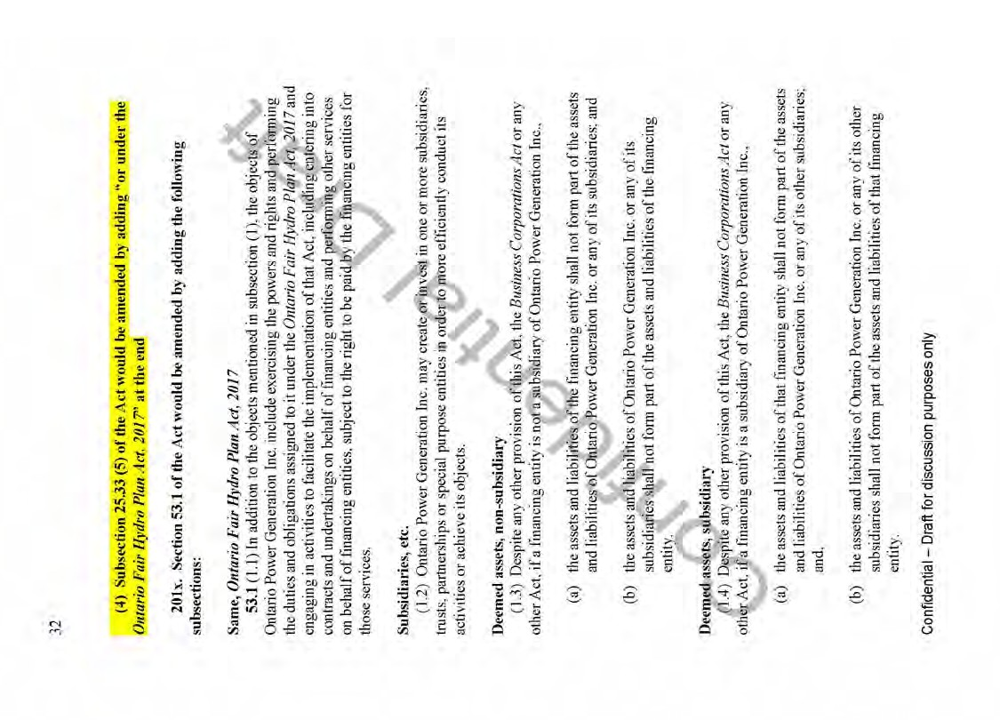 32
(4) Subsection 25.33 (5) of the Act would be amended by adding "or under the
Ontario Fair Hydro Plan Act, 2017" at the end
201x. Section 53.1 of the Act would be amended by adding the following
subsections:
Same, Ontario Fair Hydro Plan Act, 2017
53.1 (1.1) In addition to the objects mentioned in subsection (1), the objects of
Ontario Power Generation Inc. include exercising the powers and rights and performing
the duties and obligations assigned to it under the Ontario Fair Hydro Plan Act, 2017 and
engaging in activities to facilitate the implementation of that Act, including entering into
contracts and undertakings on behalf of financing entities and performing other services
on behalf of financing entities, subject to the right to be paid by the financing entities for
those services.
Subsidiaries, etc.
(1.2) Ontario Power Generation Inc. may create or invest in one or more subsidiaries,
trusts, partnerships or special purpose entities in order to more efficiently conduct its
activities or achieve its objects.
Deemed assets, non-subsidiary
(1.3) Despite any other provision of this Act, the Business Corporations Act or any
other Act, if a financing entity is not a subsidiary of Ontario Power Generation Inc.,
(a) the assets and liabilities of the financing entity shall not form part of the assets
and liabilities of Ontario Power Generation Inc. or any of its subsidiaries; and
(b) the assets and liabilities of Ontario Power Generation Inc. or any of its
subsidiaries shall not form part of the assets and liabilities of the financing
entity.
Deemed assets, subsidiary
(1.4) Despite any other provision of this Act, the Business Corporations Act or any
other Act, if a financing entity is a subsidiary of Ontario Power Generation Inc.,
(a) the assets and liabilities of that financing entity shall not form part of the assets
and liabilities of Ontario Power Generation Inc. or any of its other subsidiaries;
and,
(b) the assets and liabilities of Ontario Power Generation Inc. or any of its other
subsidiaries shall not form part of the assets and liabilities of that financing
entity.
Confidential – Draft for discussion purposes only
Confidential Draft